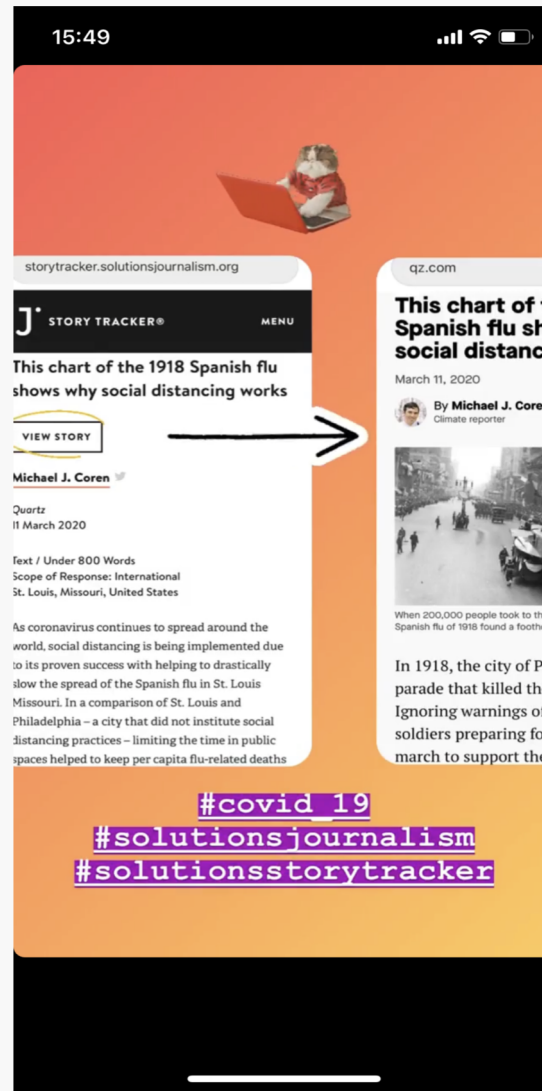 15:49
storytracker.solutionsjournalism.org
J STORY TRACKER®
MENU
This chart of the 1918 Spanish flu
shows why social distancing works
VIEW STORY
Michael J. Coren
Quartz
11 March 2020
Text / Under 800 Words
Scope of Response: International
St. Louis, Missouri, United States
As coronavirus continues to spread around the
world, social distancing is being implemented due
to its proven success with helping to drastically
slow the spread of the Spanish flu in St. Louis
Missouri. In a comparison of St. Louis and
Philadelphia – a city that did not institute social
distancing practices – limiting the time in public
spaces helped to keep per capita flu-related deaths
qz.com
This chart of
Spanish flu sh
social distanc
March 11, 2020
By Michael J. Core
Climate reporter
When 200,000 people took to th
Spanish flu of 1918 found a footh
In 1918, the city of P
parade that killed th
Ignoring warnings o
soldiers preparing fo
march to support the
#covid_19
#solutionsjournalism
#solutionsstorytracker